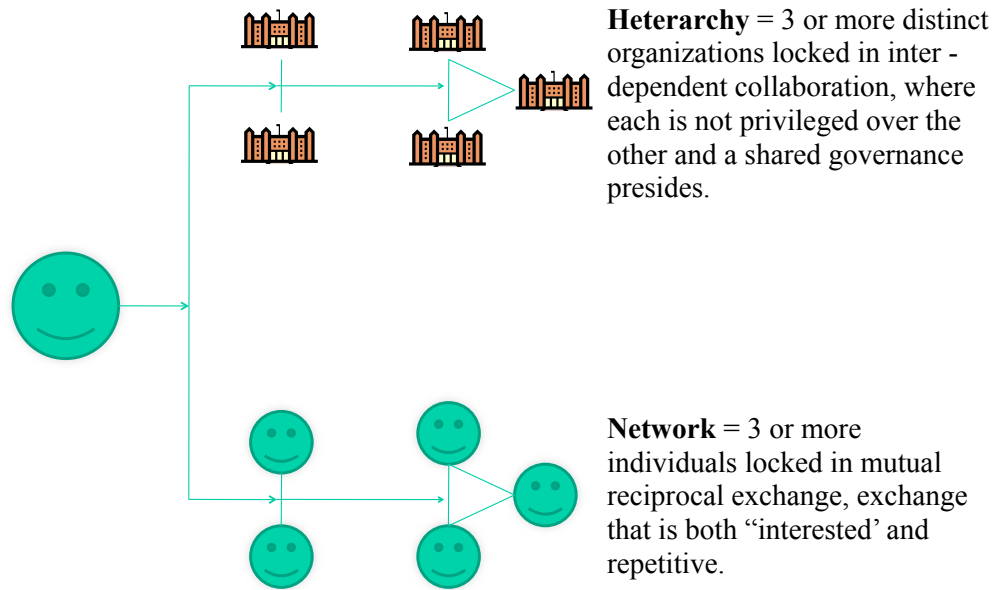 Heterarchy = 3 or more distinct
organizations locked in inter -
dependent collaboration, where
each is not privileged over the
other and a shared governance
presides.
Network = 3 or more
individuals locked in mutual
reciprocal exchange, exchange
that is both “interested’ and
repetitive.